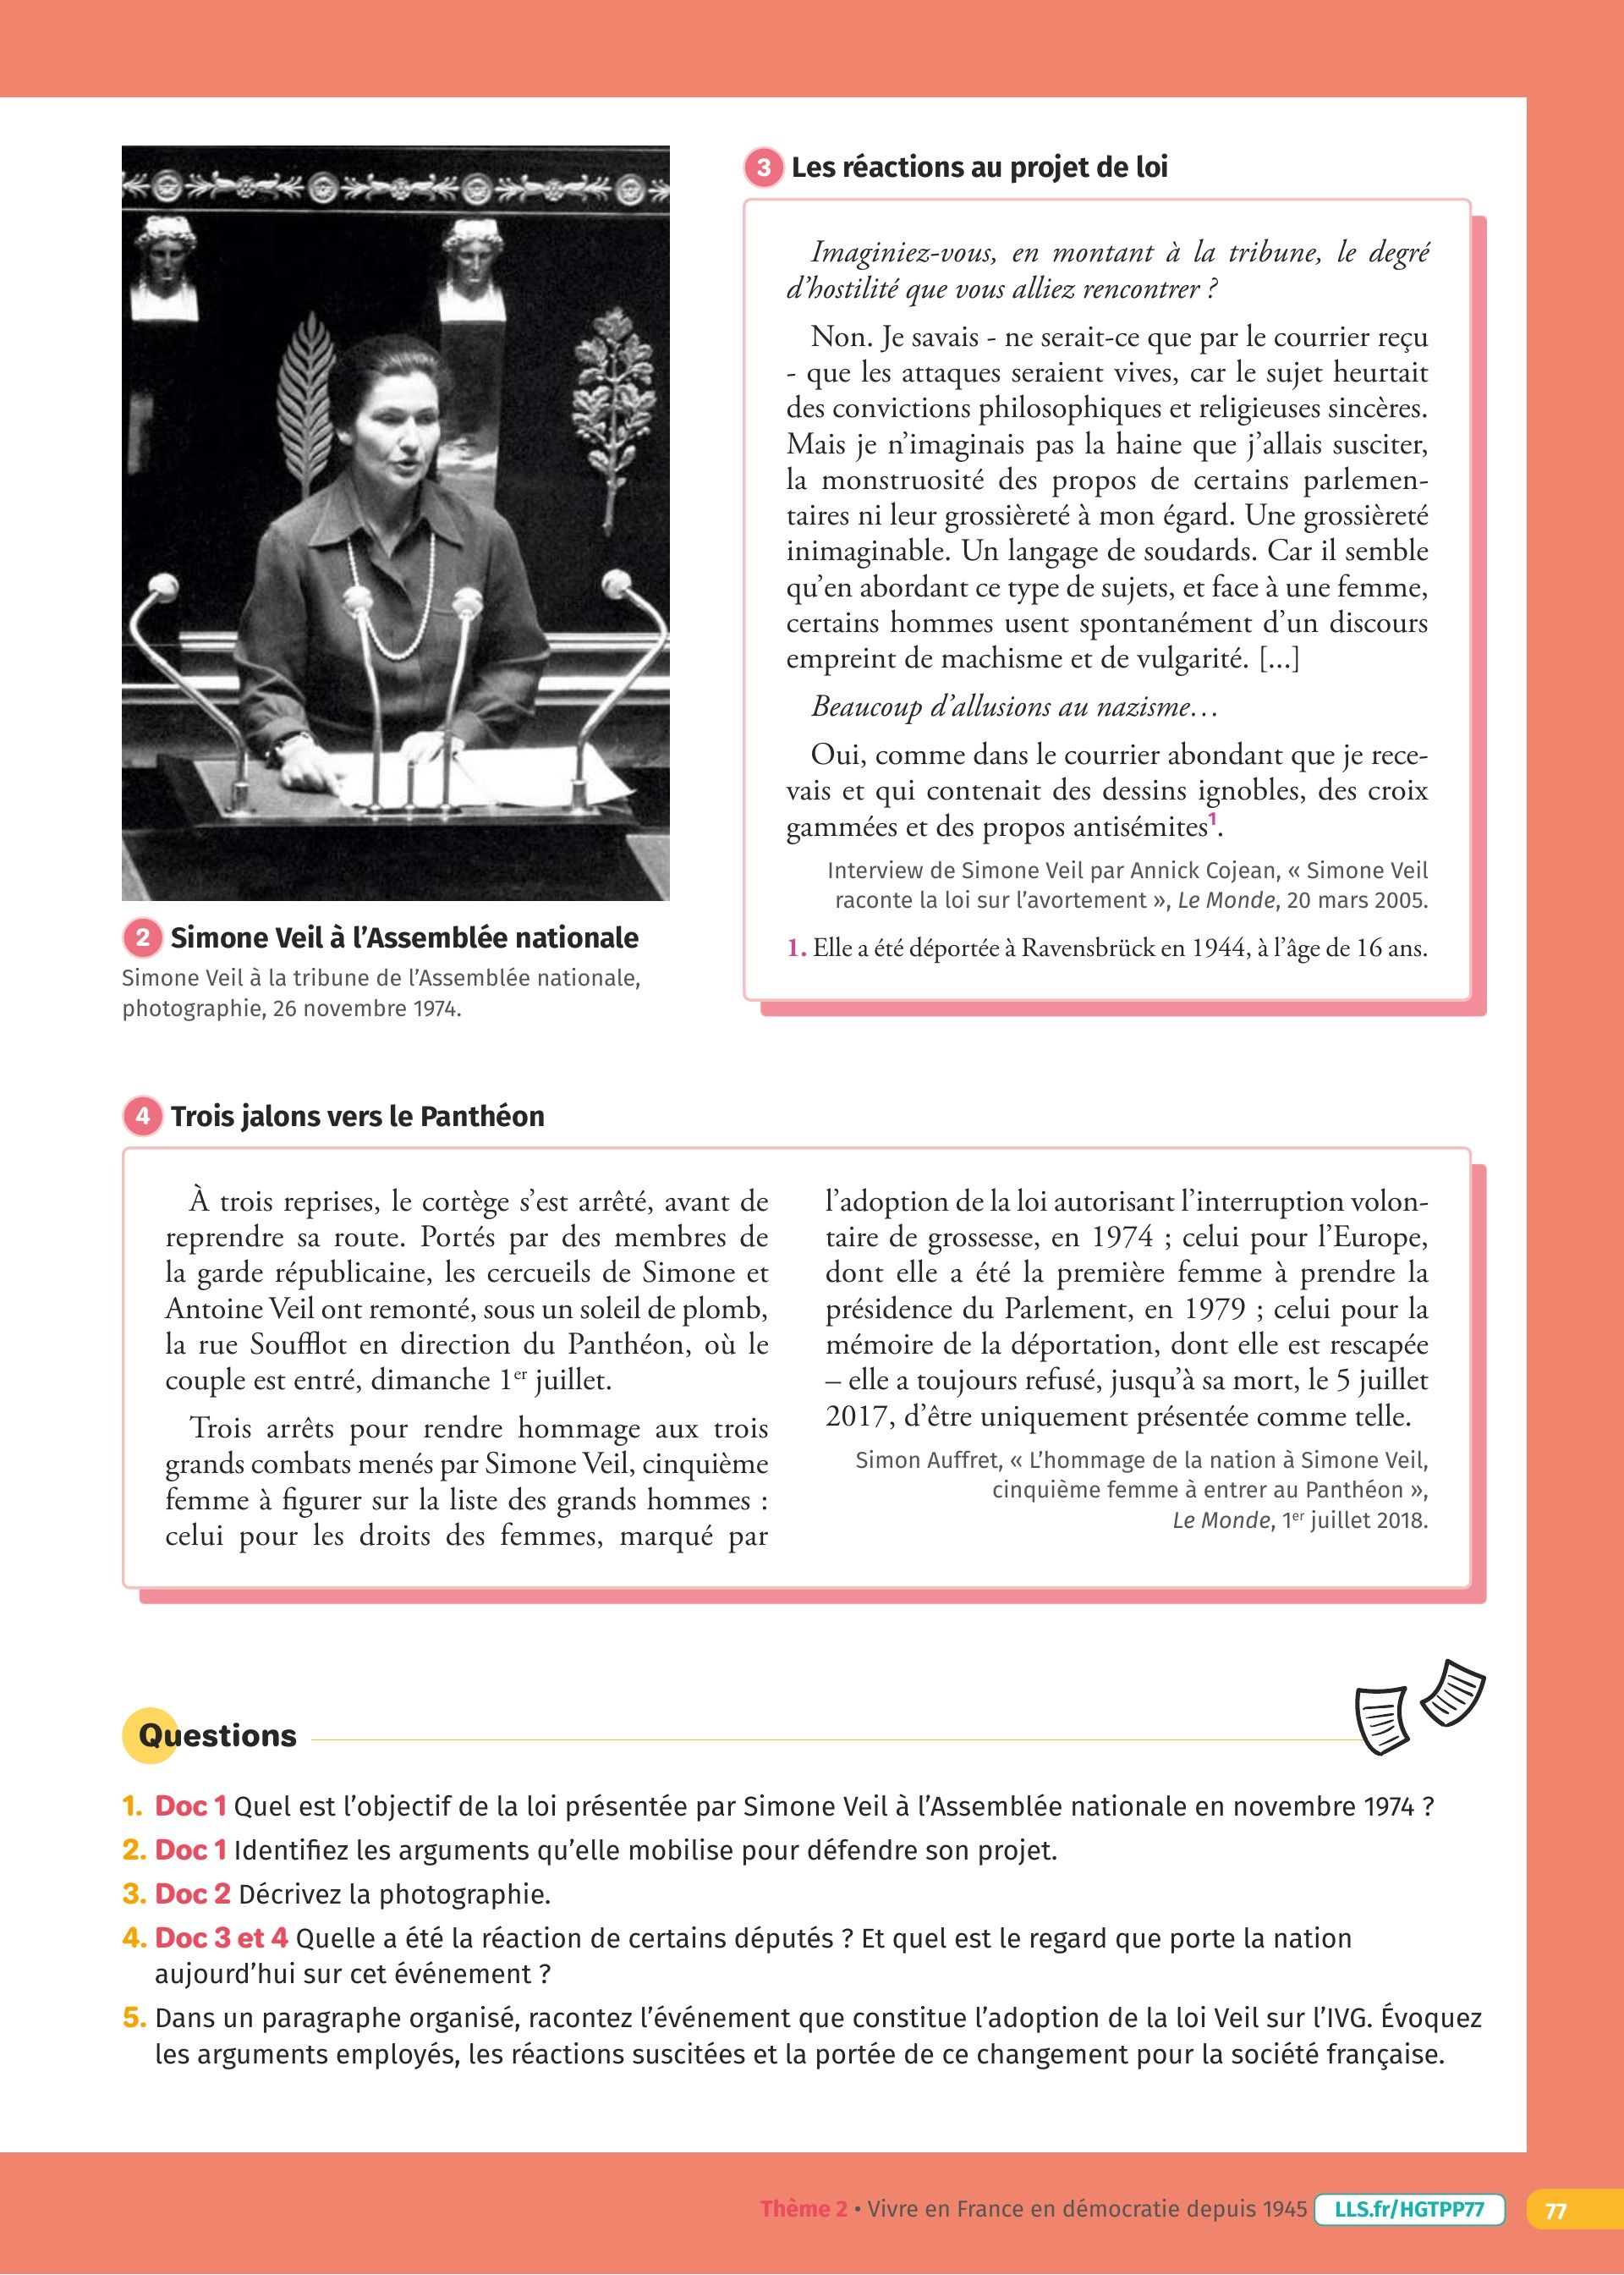 2 Simone Veil à l’Assemblée nationale
Simone Veil à la tribune de l’Assemblée nationale,
photographie, 26 novembre 1974.
3 Les réactions au projet de loi
Imaginiez-vous, en montant à la tribune, le degré
d’hostilité que vous alliez rencontrer ?
Non. Je savais - ne serait-ce que par le courrier reçu
- que les attaques seraient vives, car le sujet heurtait
des convictions philosophiques et religieuses sincères.
Mais je n’imaginais pas la haine que j’allais susciter,
la monstruosité des propos de certains parlemen-
taires ni leur grossièreté à mon égard. Une grossièreté
inimaginable. Un langage de soudards. Car il semble
qu’en abordant ce type de sujets, et face à une femme,
certains hommes usent spontanément d’un discours
empreint de machisme et de vulgarité. [...]
Beaucoup d’allusions au nazisme…
Oui, comme dans le courrier abondant que je rece-
vais et qui contenait des dessins ignobles, des croix
gammées et des propos antisémites¹.
Interview de Simone Veil par Annick Cojean, « Simone Veil
raconte la loi sur l’avortement », Le Monde, 20 mars 2005.
1. Elle a été déportée à Ravensbrück en 1944, à l’âge de 16 ans.
4 Trois jalons vers le Panthéon
À trois reprises, le cortège s’est arrêté, avant de
reprendre sa route. Portés par des membres de
la garde républicaine, les cercueils de Simone et
Antoine Veil ont remonté, sous un soleil de plomb,
la rue Soufflot en direction du Panthéon, où le
couple est entré, dimanche 1er juillet.
Trois arrêts pour rendre hommage aux trois
grands combats menés par Simone Veil, cinquième
femme à figurer sur la liste des grands hommes :
celui pour les droits des femmes, marqué par
l’adoption de la loi autorisant l’interruption volon-
taire de grossesse, en 1974 ; celui pour l’Europe,
dont elle a été la première femme à prendre la
présidence du Parlement, en 1979 ; celui pour la
mémoire de la déportation, dont elle est rescapée
– elle a toujours refusé, jusqu’à sa mort, le 5 juillet
2017, d’être uniquement présentée comme telle.
Simon Auffret, « L’hommage de la nation à Simone Veil,
cinquième femme à entrer au Panthéon »,
Le Monde, 1er juillet 2018.
Questions
1. Doc 1 Quel est l’objectif de la loi présentée par Simone Veil à l’Assemblée nationale en novembre 1974 ?
2. Doc 1 Identifiez les arguments qu’elle mobilise pour défendre son projet.
3. Doc 2 Décrivez la photographie.
4. Doc 3 et 4 Quelle a été la réaction de certains députés ? Et quel est le regard que porte la nation
aujourd’hui sur cet événement ?
5. Dans un paragraphe organisé, racontez l’événement que constitue l’adoption de la loi Veil sur l’IVG. Évoquez
les arguments employés, les réactions suscitées et la portée de ce changement pour la société française.
Thème 2 • Vivre en France en démocratie depuis 1945 LLS.fr/HGTPP77 77